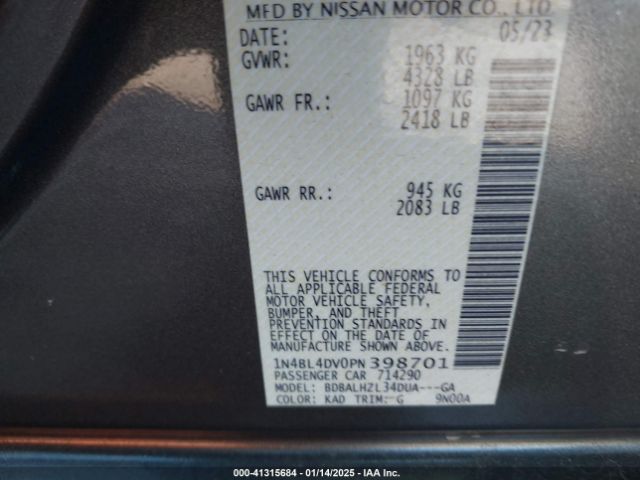 MFD BY NISSAN MOTOR CO., LTD.
DATE: 05/23
GVWR: 1963 KG
4328 LB
GAWR FR.: 1097 KG
2418 LB
GAWR RR.: 945 KG
2083 LB
THIS VEHICLE CONFORMS TO
ALL APPLICABLE FEDERAL
MOTOR VEHICLE SAFETY,
BUMPER, AND THEFT
PREVENTION STANDARDS IN
EFFECT ON THE DATE OF
MANUFACTURE SHOWN ABOVE.
1N4BL4DV0PN398701
PASSENGER CAR 714290
MODEL: BDBALHZL34DUA---GA
COLOR: KAD TRIM: G 9N00A
000-41315684 | 01/14/2025 | IAA Inc.